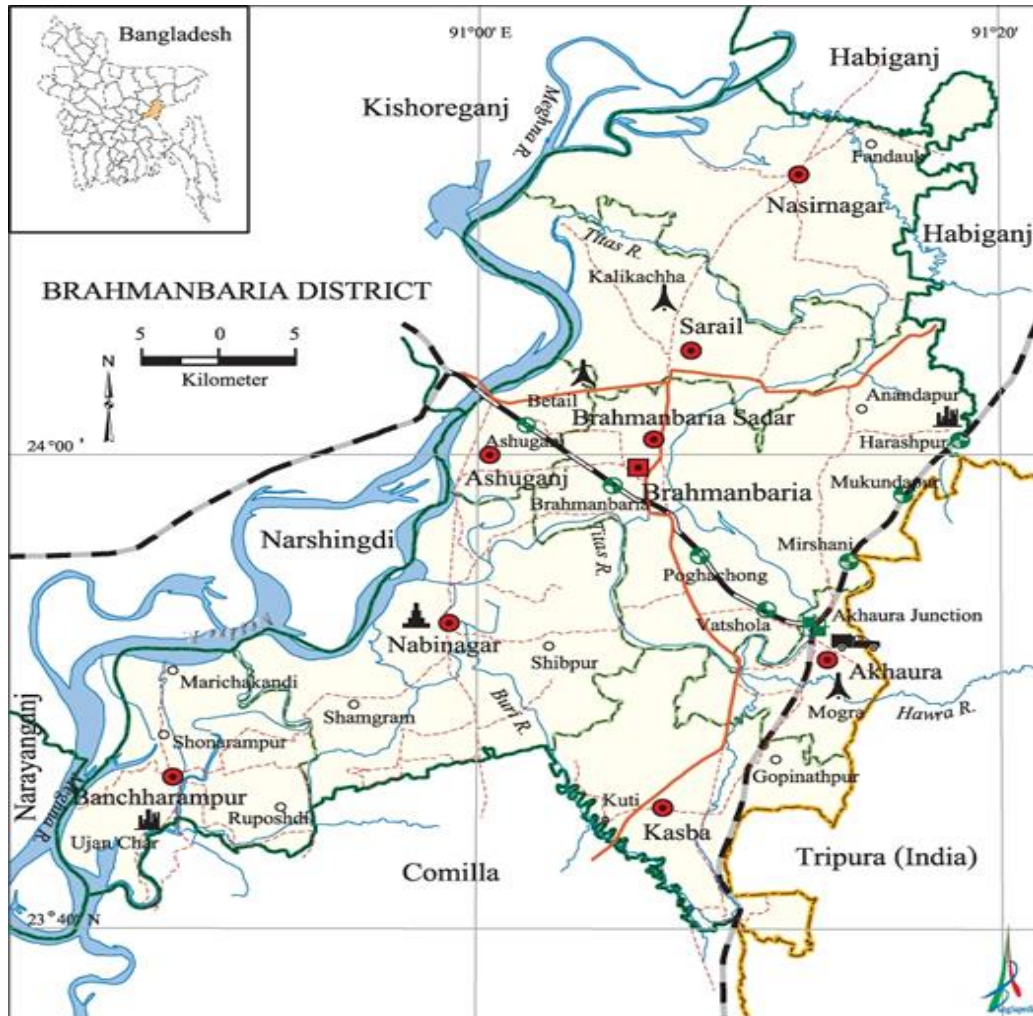 Bangladesh
91°00' E
91°20'
Habiganj
Kishoreganj
Meghna R.
Fandauk
Nasirnagar
Habiganj
Titas R.
Kalikachha
BRAHMANBARIA DISTRICT
Sarail
5 0 5
Kilometer
N
Betail
Anandapur
Brahmanbaria Sadar
Ashuganj
Harashpur
24°00'
Ashuganj
Mukundapur
Brahmanbaria
Brahmanbaria
Narshingdi
Titas R.
Mirshani
Poghachong
Vatshola
Akhaura Junction
Nabinagar
Shibpur
Akhaura
Marichakandi
Buri R.
Mogra
Hawra R.
Shamgram
Shonarampur
Gopinathpur
Narayanganj
Meghna R.
Banchharampur
Ruposhdi
Kuti
Kasba
Ujan Char
Comilla
Tripura (India)
23°40' N